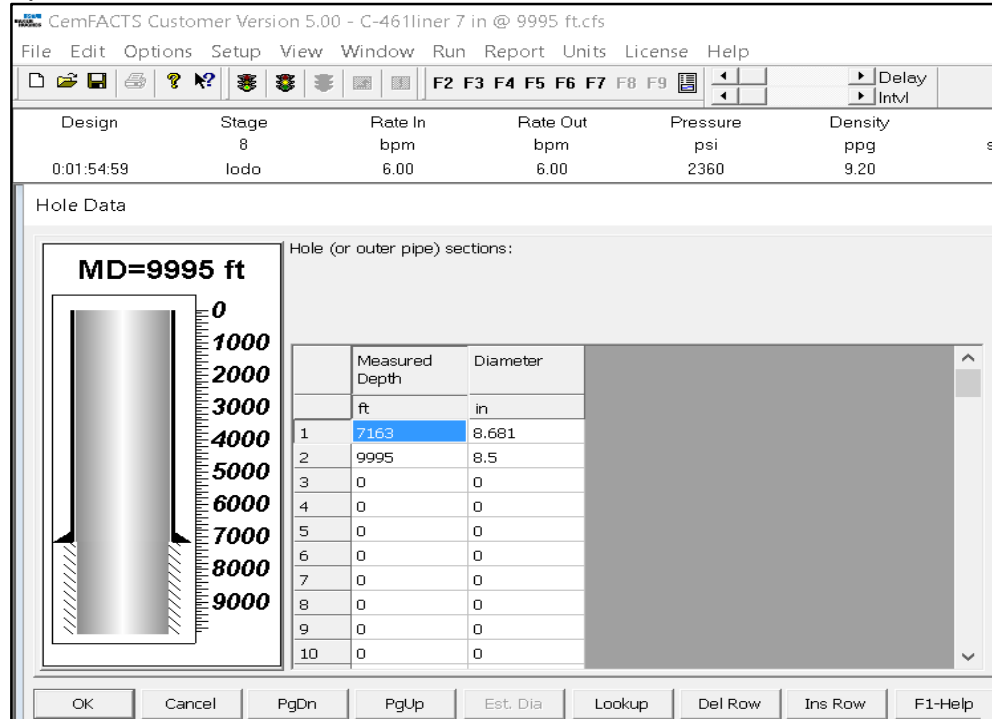 CemFACTS Customer Version 5.00 - C-461liner 7 in @ 9995 ft.cfs
File Edit Options Setup View Window Run Report Units License Help
F2 F3 F4 F5 F6 F7 F8 F9 Delay
Intvl
Design Stage Rate In Rate Out Pressure Density
8 bpm bpm psi ppg s
0:01:54:59 lodo 6.00 6.00 2360 9.20
Hole Data
Hole (or outer pipe) sections:
MD=9995 ft
0
1000
2000
3000
4000
5000
6000
7000
8000
9000
Measured Depth Diameter
ft in
1 7163 8.681
2 9995 8.5
3 0 0
4 0 0
5 0 0
6 0 0
7 0 0
8 0 0
9 0 0
10 0 0
OK Cancel PgDn PgUp Est. Dia Lookup Del Row Ins Row F1-Help